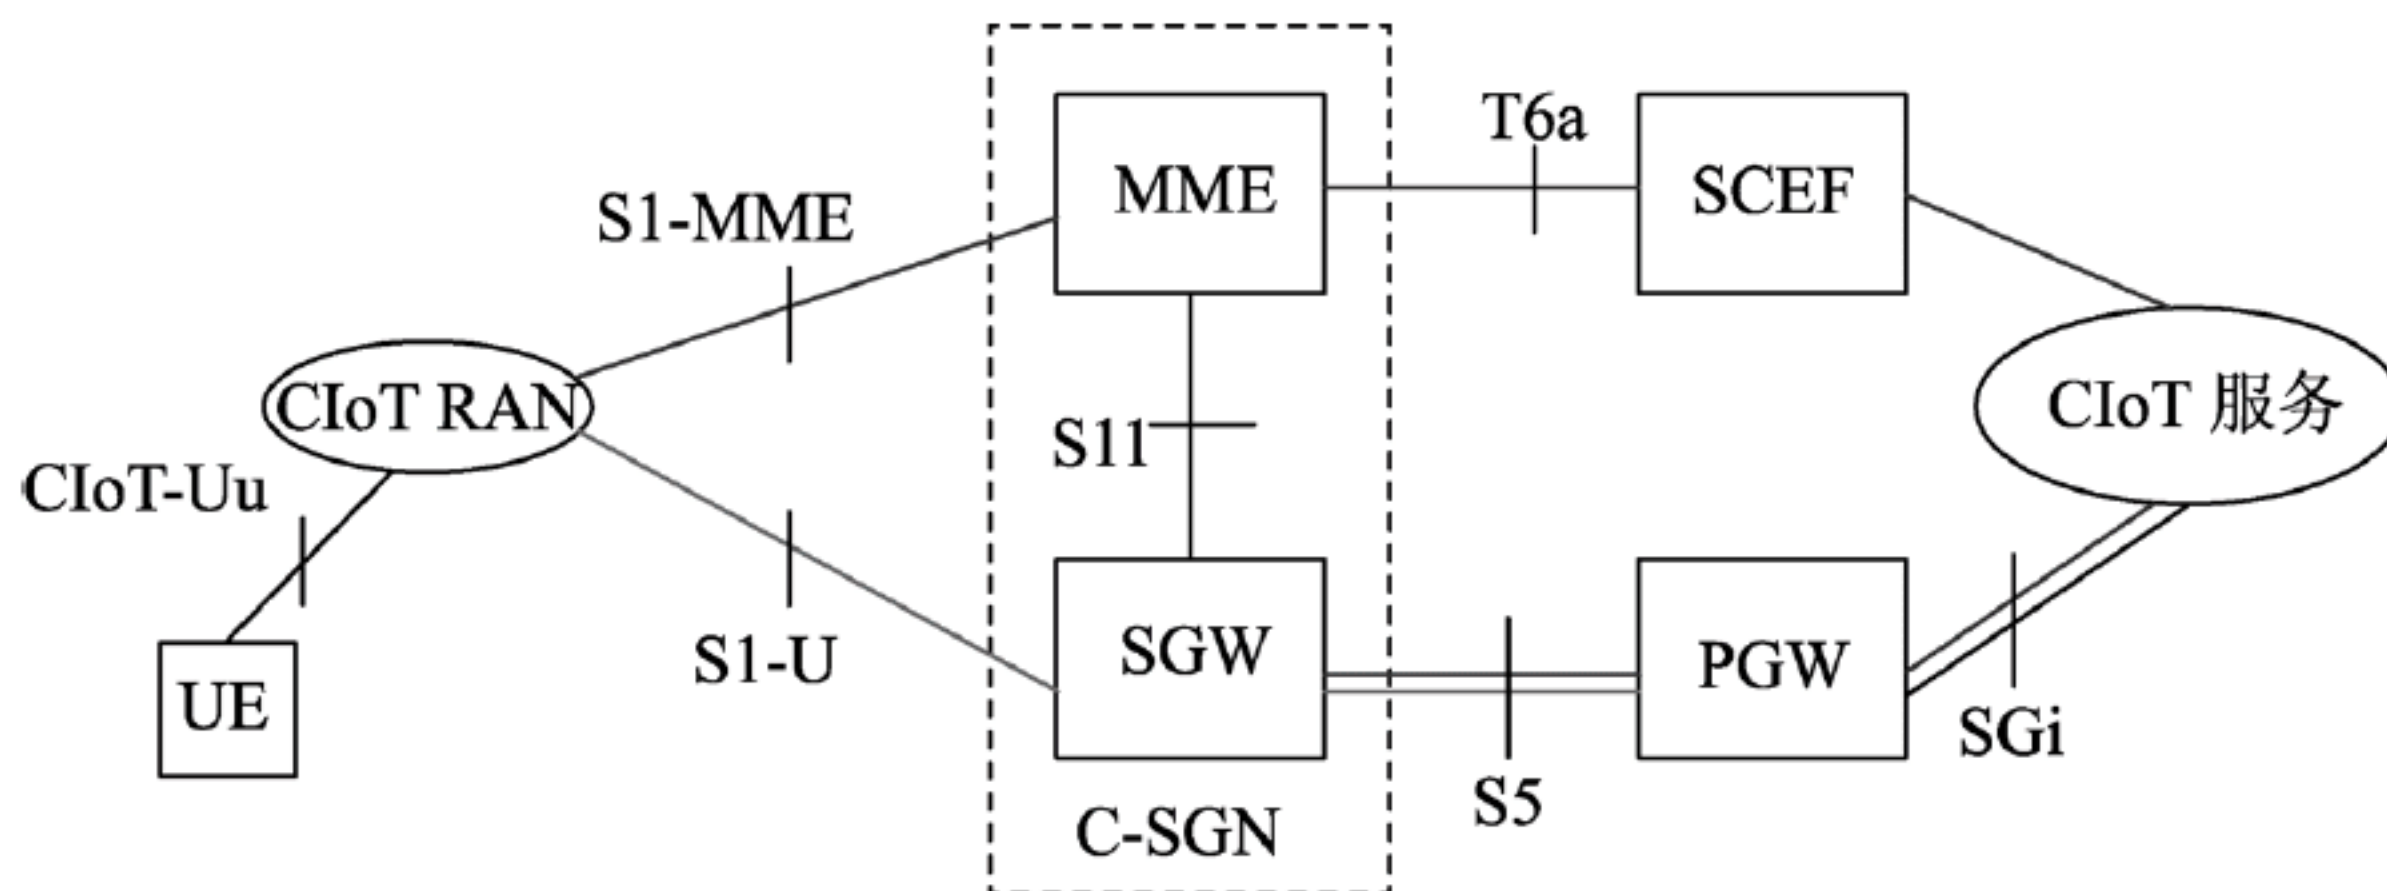 T6a
MME
SCEF
S1-MME
CIoT RAN
CIoT 服务
S11
CIoT-Uu
S1-U
SGW
PGW
UE
SGi
S5
C-SGN